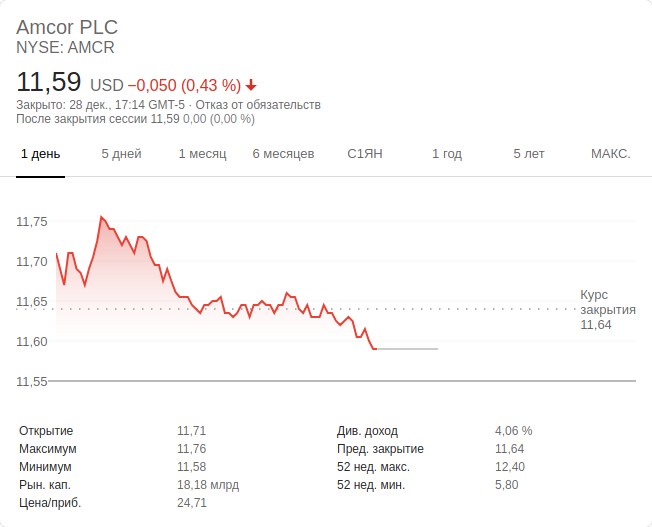 Amcor PLC
NYSE: AMCR
11,59 USD −0,050 (0,43 %)
Закрыто: 28 дек., 17:14 GMT-5 · Отказ от обязательств
После закрытия сессии 11,59 0,00 (0,00 %)
1 день 5 дней 1 месяц 6 месяцев С1ЯН 1 год 5 лет МАКС.
11,75
11,70
11,65
11,60
11,55
Курс
закрытия
11,64
Открытие 11,71 Див. доход 4,06 %
Максимум 11,76 Пред. закрытие 11,64
Минимум 11,58 52 нед. макс. 12,40
Рын. кап. 18,18 млрд 52 нед. мин. 5,80
Цена/приб. 24,71